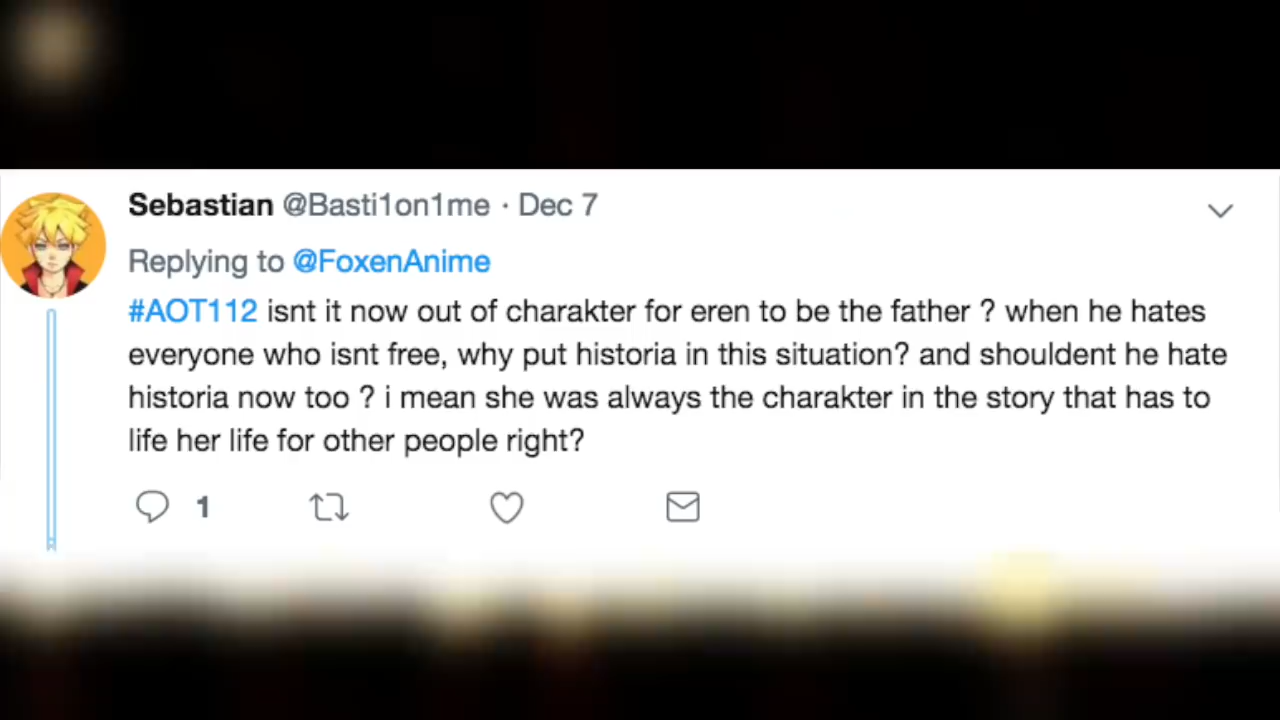 Sebastian @Basti1on1me · Dec 7
Replying to @FoxenAnime
#AOT112 isnt it now out of charakter for eren to be the father ? when he hates
everyone who isnt free, why put historia in this situation? and shouldent he hate
historia now too ? i mean she was always the charakter in the story that has to
life her life for other people right?
1